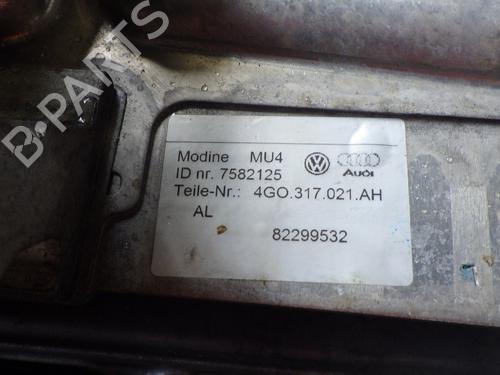 B-PARTS
Modine MU4
Audi
ID nr. 7582125
Teile-Nr.: 4GO.317.021.AH
AL
82299532